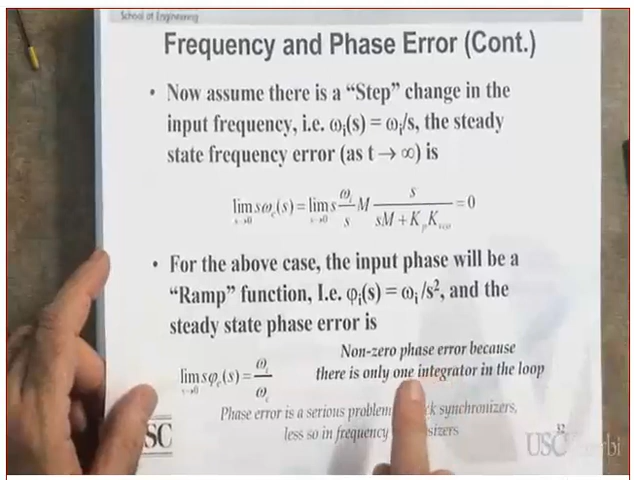 School of Engineering
Frequency and Phase Error (Cont.)
• Now assume there is a “Step” change in the
input frequency, i.e. ωᵢ(s) = ωᵢ/s, the steady
state frequency error (as t → ∞) is
lim s→0 sωₑ(s) = lim s→0 s ωᵢ/s M s/(sM + KₚKᵥcₒ) = 0
• For the above case, the input phase will be a
“Ramp” function, I.e. φᵢ(s) = ωᵢ/s², and the
steady state phase error is
lim s→0 sφₑ(s) = ωᵢ/ω꜀
Non-zero phase error because
there is only one integrator in the loop
Phase error is a serious problem synchronizers,
less so in frequency
SC
32
USC